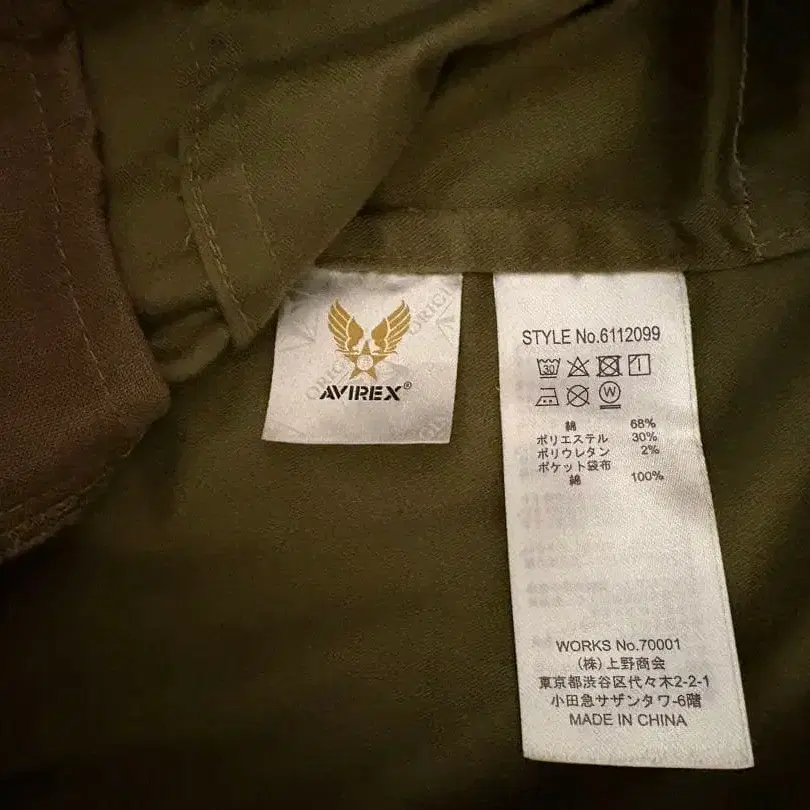 AVIREX®
STYLE No.6112099
30
W
綿 68%
ポリエステル 30%
ポリウレタン 2%
ポケット袋布
綿 100%
WORKS No.70001
(株)上野商会
東京都渋谷区代々木2-2-1
小田急サザンタワ-6階
MADE IN CHINA